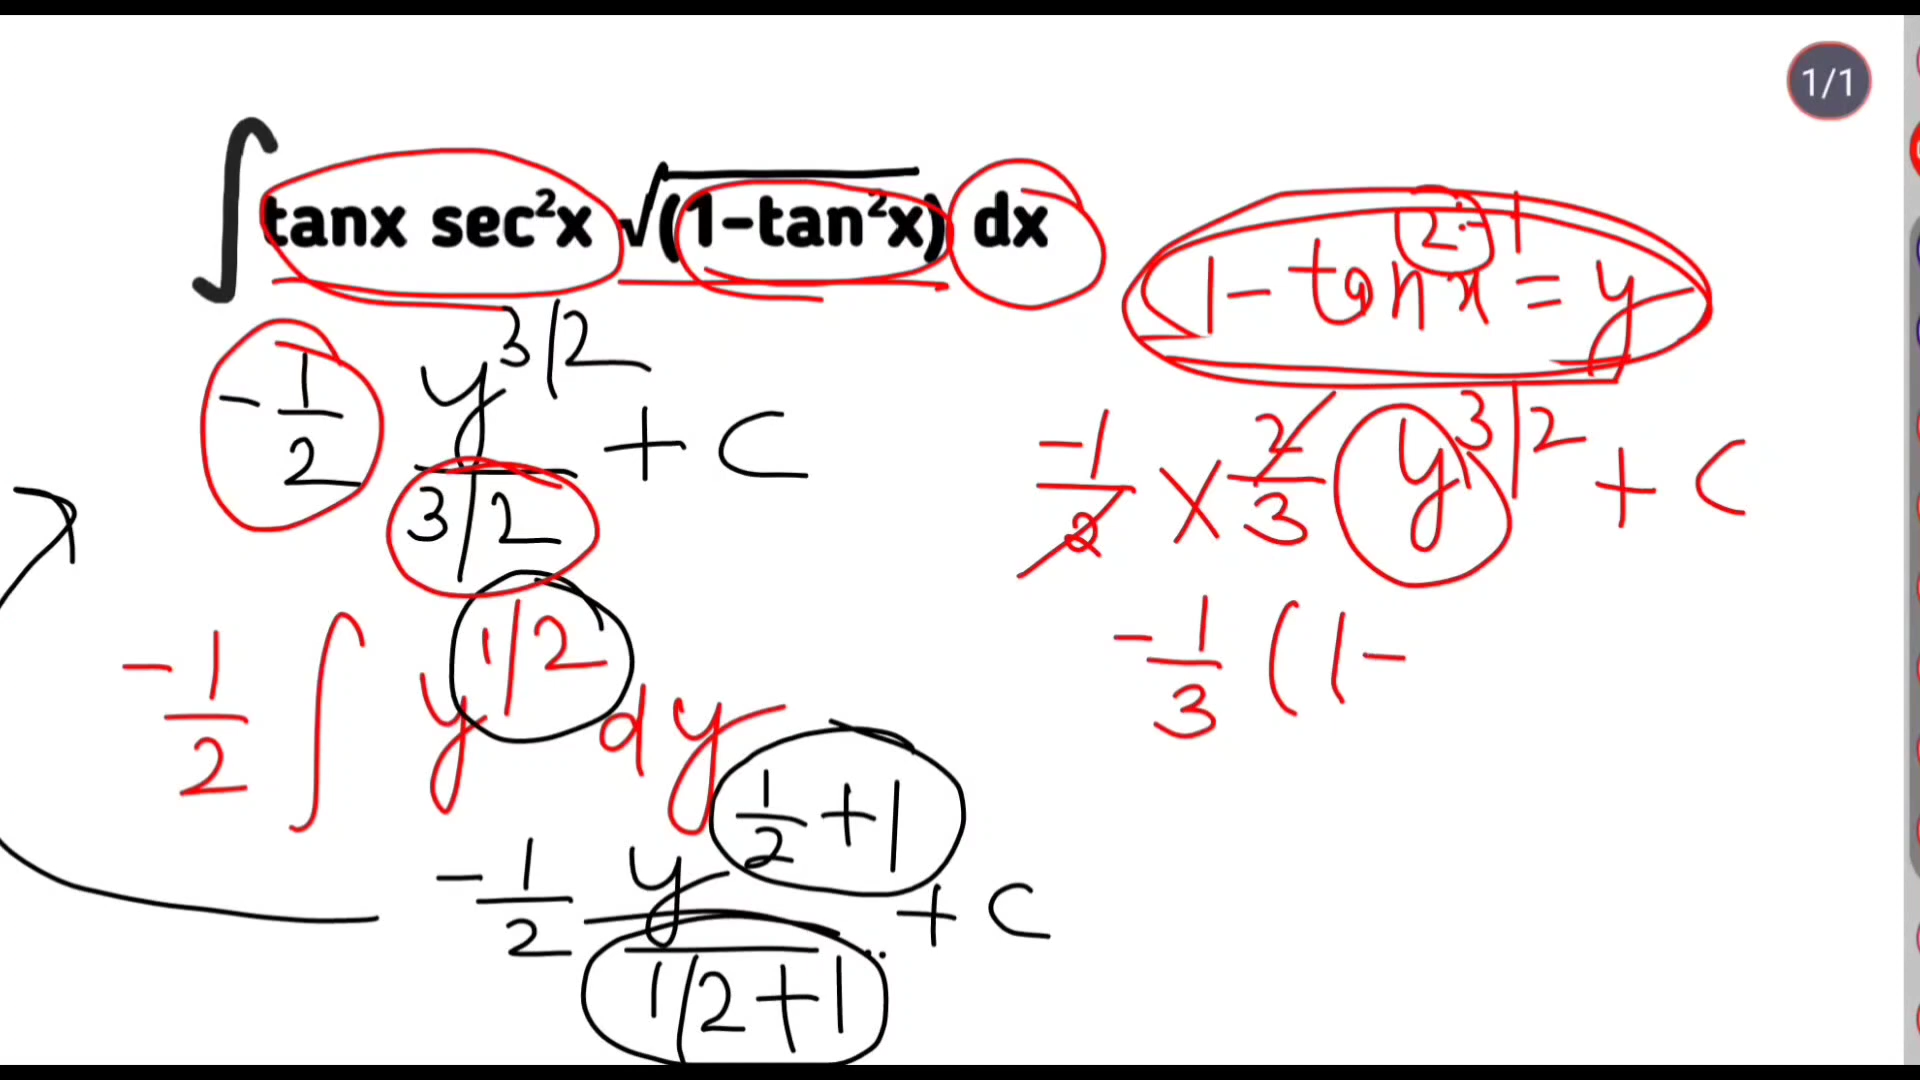 1/1
∫ tanx sec²x √(1-tan²x) dx
1 - tan²x = y
-1/2 y^3/2 / 3/2 + C
-1/2 × 2/3 y^3/2 + C
-1/2 ∫ y^1/2 dy
-1/3 (1-
-1/2 y^1/2+1 / 1/2+1 + C